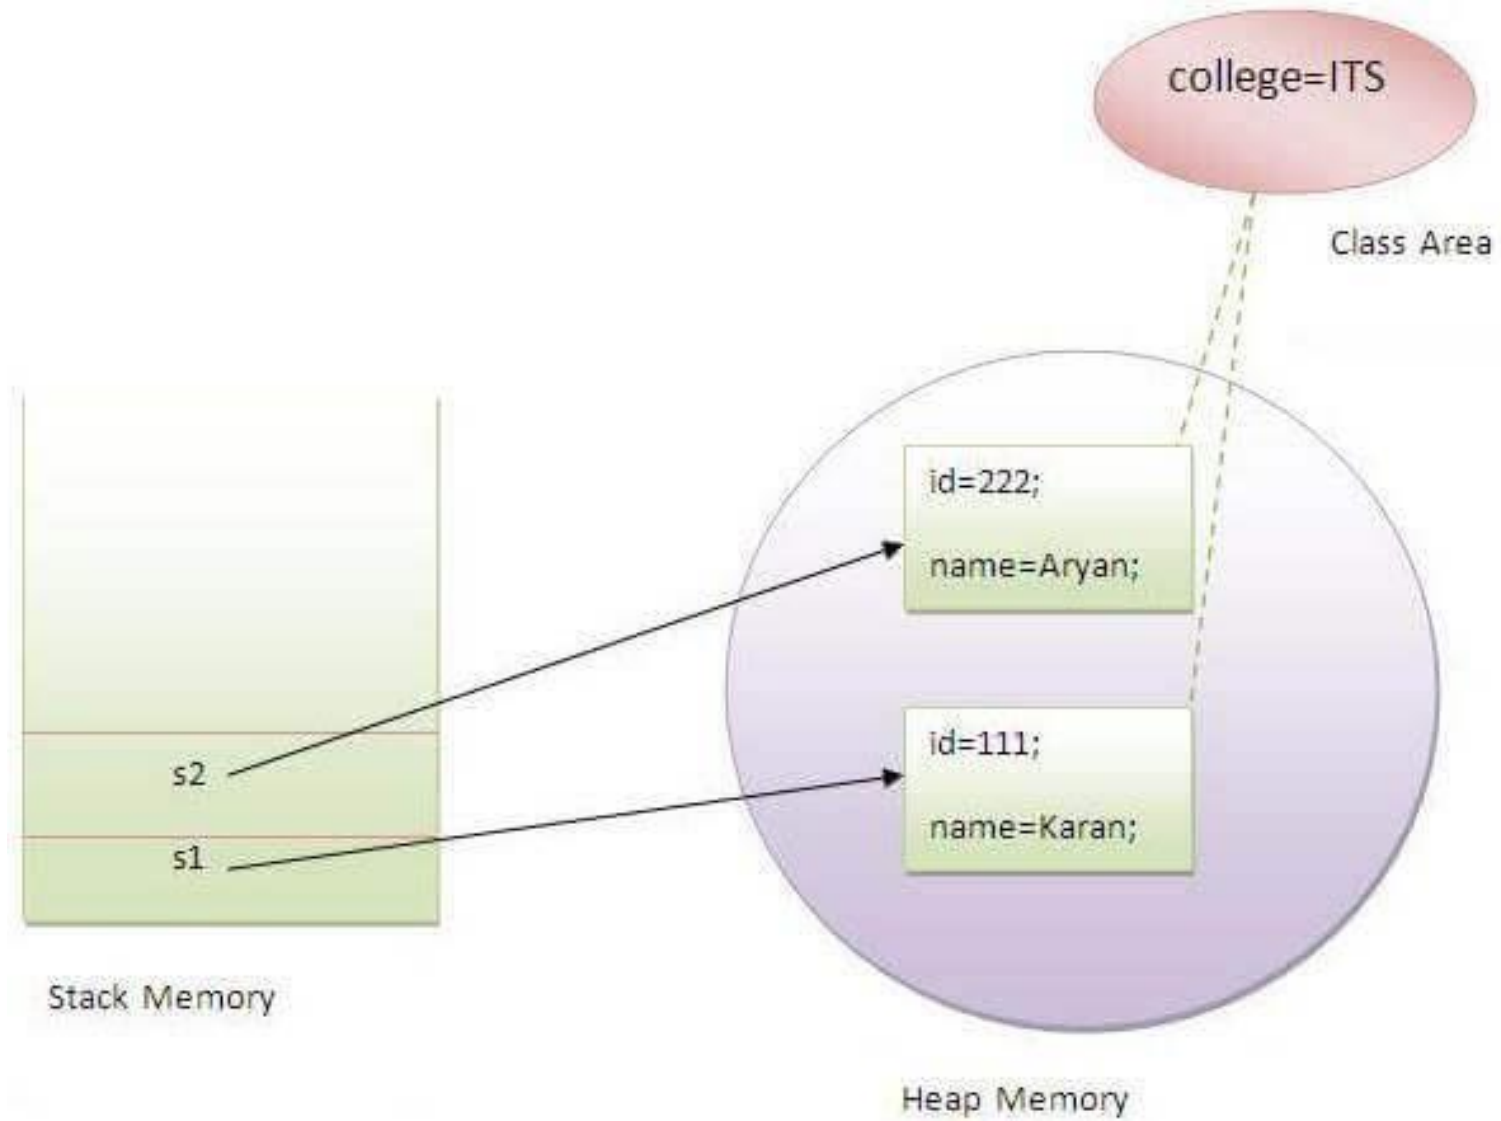 college=ITS
Class Area
id=222;
name=Aryan;
s2
id=111;
name=Karan;
s1
Stack Memory
Heap Memory